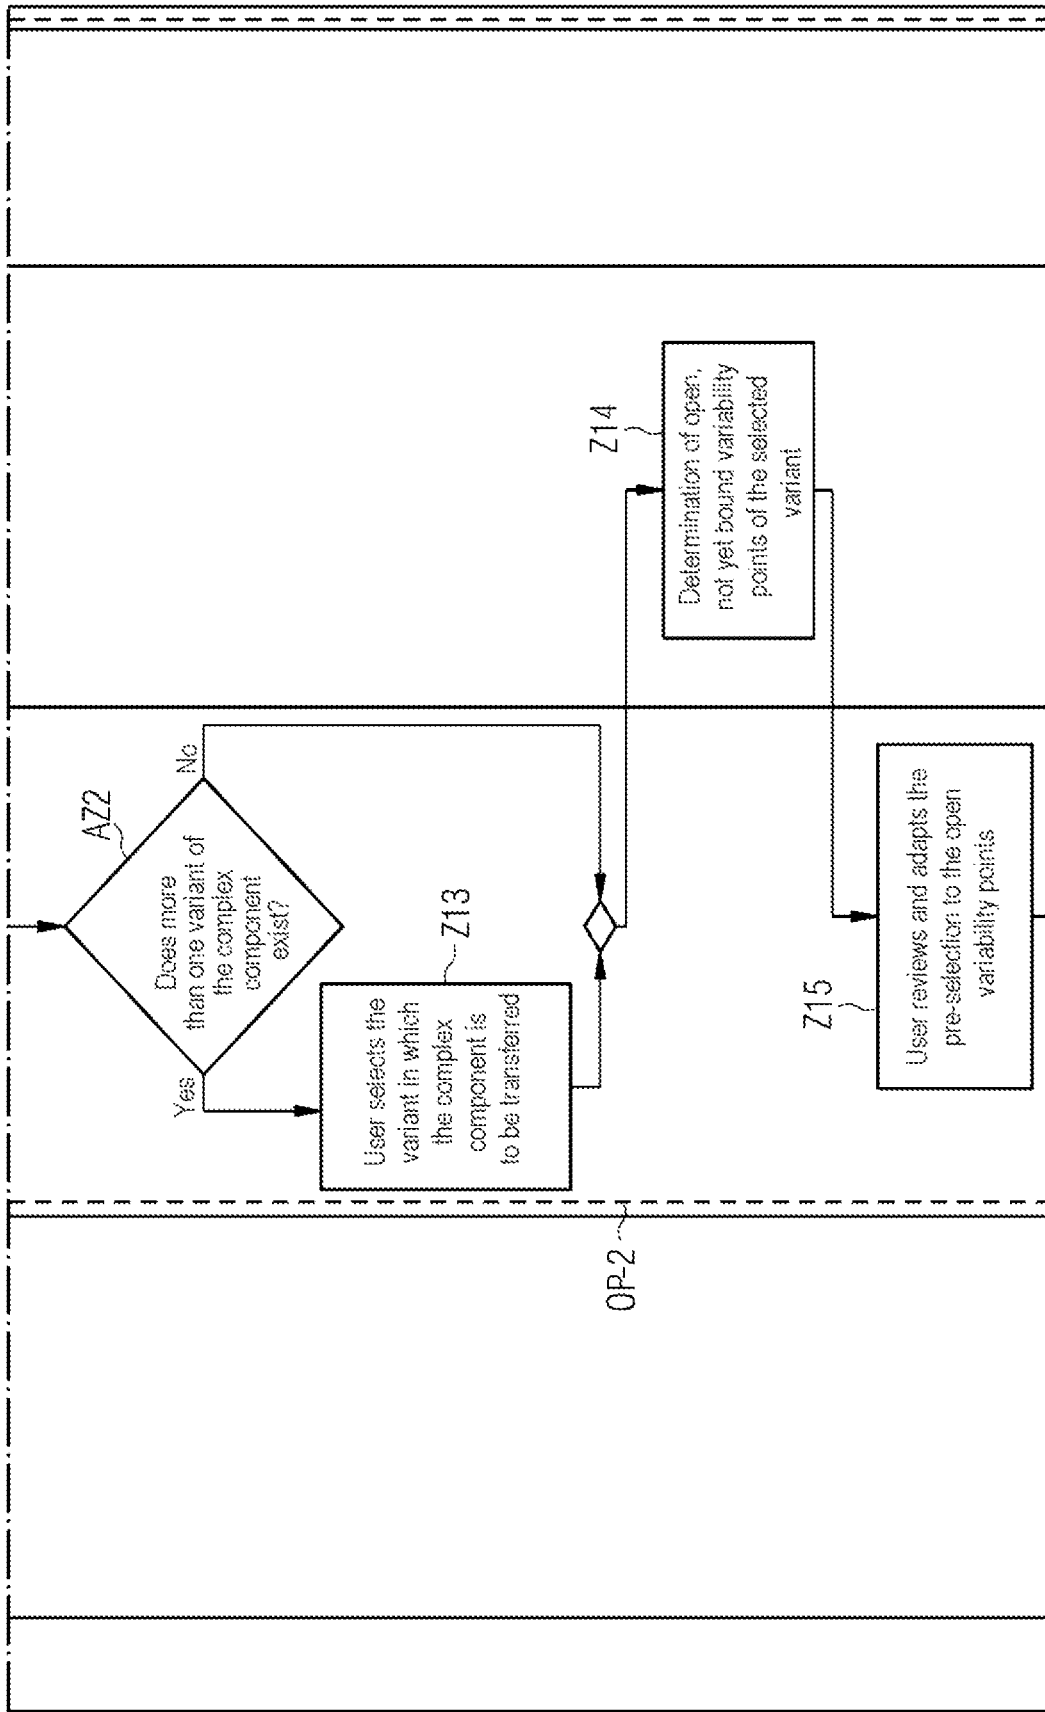 AZ2
Does more
than one variant of
the complex
component
exist?
Yes
No
Z13
User selects the
variant in which
the complex
component is
to be transferred
Z14
Determination of open,
not yet bound variability
points of the selected
variant
Z15
User reviews and adapts the
pre-selection to the open
variability points
OP-2